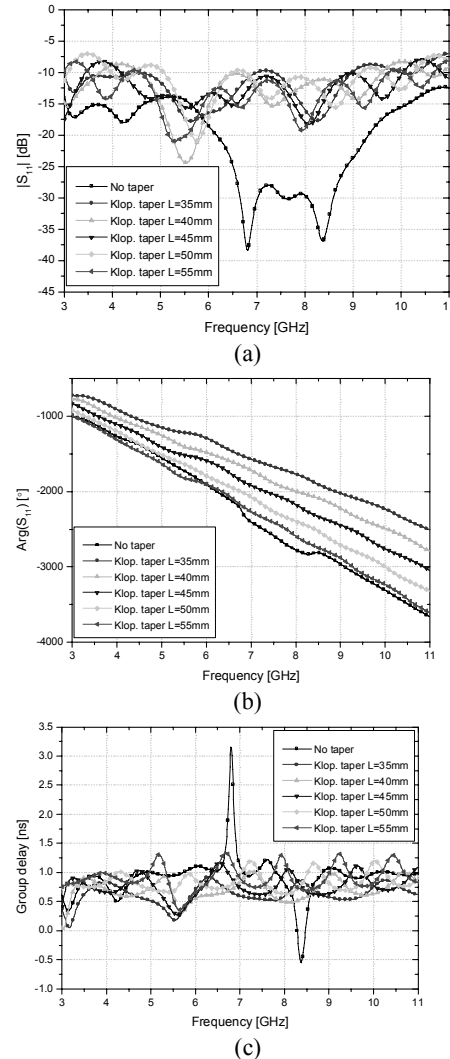 0
-5
-10
-15
-20
-25
-30
-35
-40
-45
|S₁₁| [dB]
No taper
Klop. taper L=35mm
Klop. taper L=40mm
Klop. taper L=45mm
Klop. taper L=50mm
Klop. taper L=55mm
3 4 5 6 7 8 9 10 1
Frequency [GHz]
(a)
-1000
-2000
-3000
-4000
Arg(S₁₁) [°]
No taper
Klop. taper L=35mm
Klop. taper L=40mm
Klop. taper L=45mm
Klop. taper L=50mm
Klop. taper L=55mm
3 4 5 6 7 8 9 10 11
Frequency [GHz]
(b)
3.5
3.0
2.5
2.0
1.5
1.0
0.5
0.0
-0.5
-1.0
Group delay [ns]
No taper
Klop. taper L=35mm
Klop. taper L=40mm
Klop. taper L=45mm
Klop. taper L=50mm
Klop. taper L=55mm
3 4 5 6 7 8 9 10 11
Frequency [GHz]
(c)